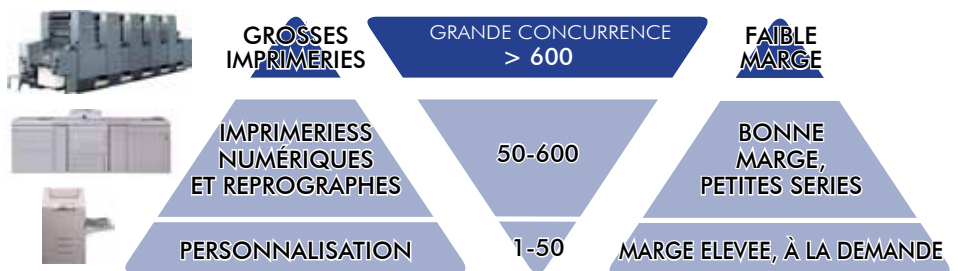 GROSSES
IMPRIMERIES
GRANDE CONCURRENCE
> 600
FAIBLE
MARGE
IMPRIMERIESS
NUMÉRIQUES
ET REPROGRAPHES
50-600
BONNE
MARGE,
PETITES SERIES
PERSONNALISATION
1-50
MARGE ELEVEE, À LA DEMANDE